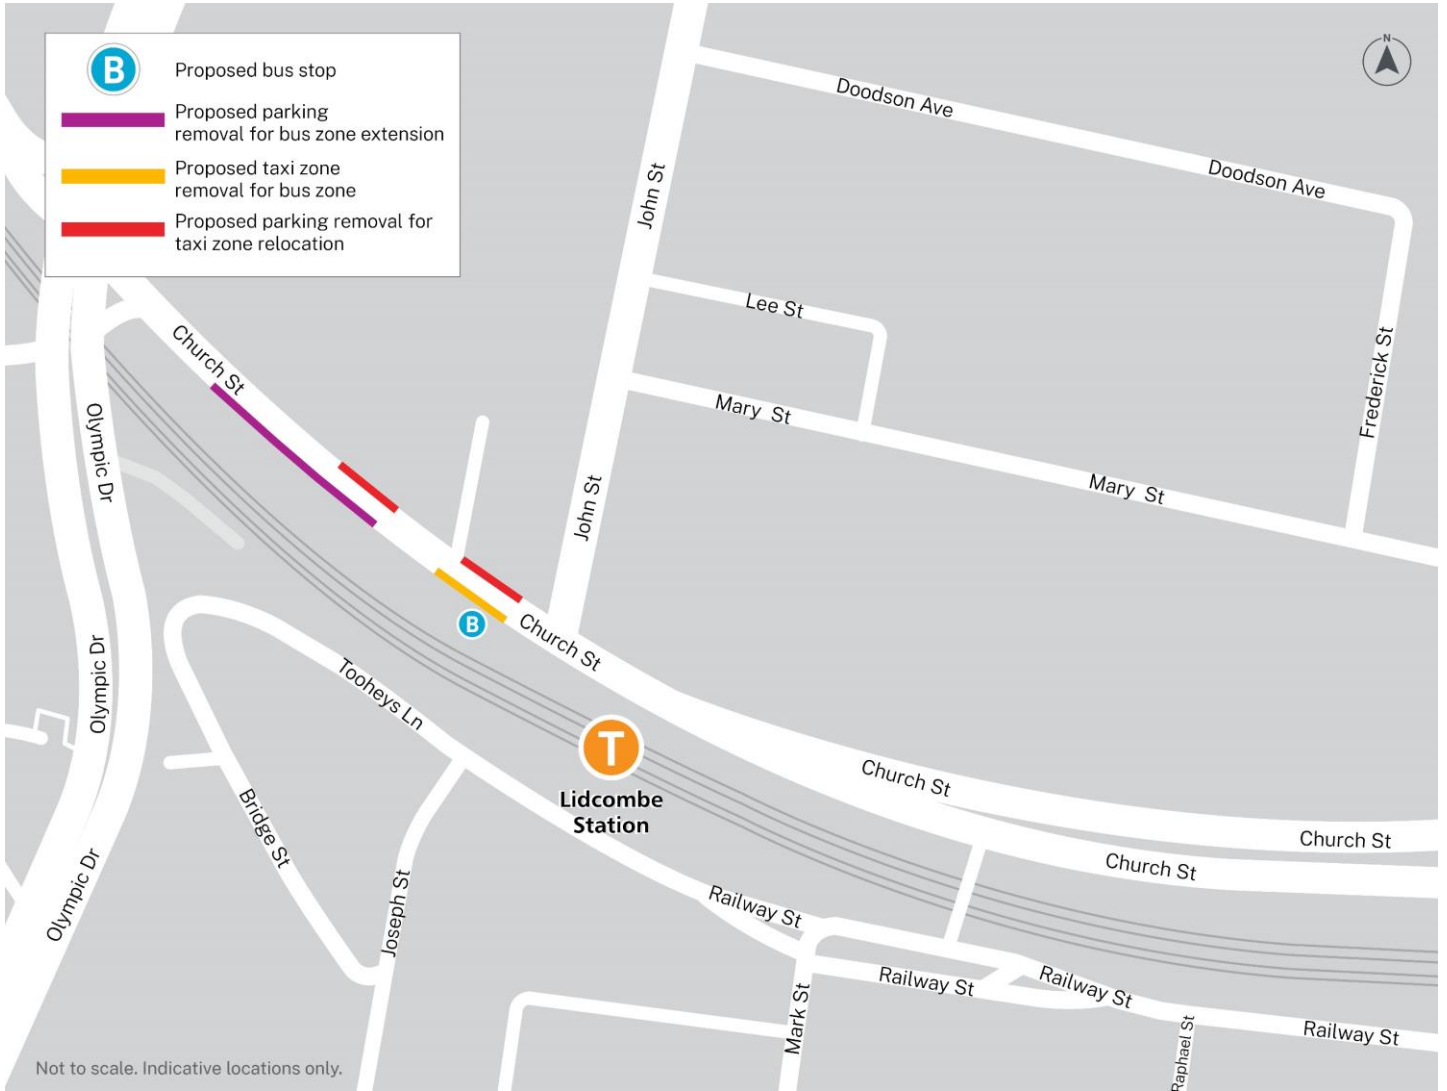 B
Proposed bus stop
Proposed parking
removal for bus zone extension
Proposed taxi zone
removal for bus zone
Proposed parking removal for
taxi zone relocation
N
Doodson Ave
Doodson Ave
John St
Lee St
Church St
Frederick St
Mary St
Olympic Dr
Mary St
John St
B
Church St
Olympic Dr
Tooheys Ln
T
Lidcombe
Station
Church St
Bridge St
Church St
Church St
Olympic Dr
Joseph St
Railway St
Railway St
Railway St
Mark St
Railway St
Raphael St
Not to scale. Indicative locations only.